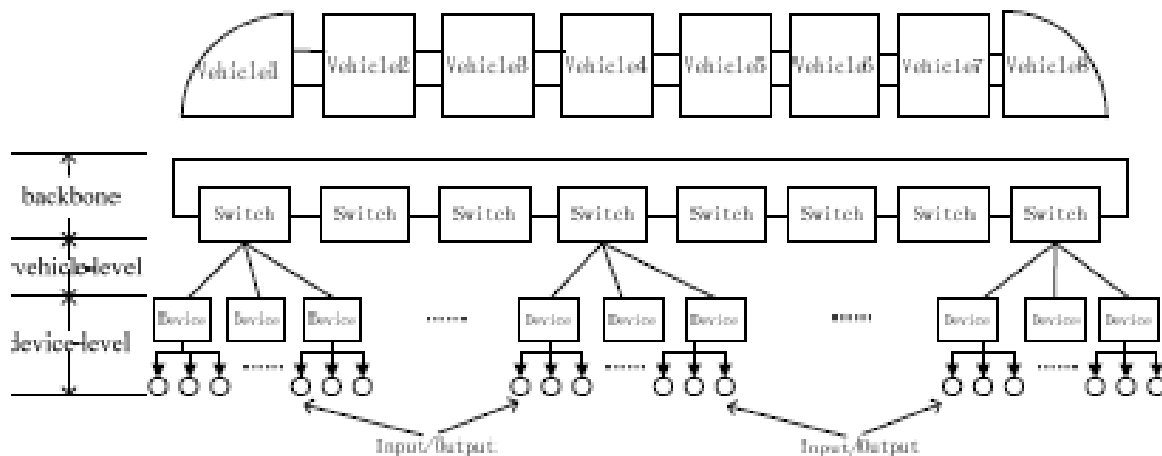 Vehicle1 Vehicle2 Vehicle3 Vehicle4 Vehicle5 Vehicle6 Vehicle7 Vehicle8
backbone
Switch Switch Switch Switch Switch Switch Switch Switch
vehicle-level
Device Device Device ...... Device Device Device ...... Device Device Device
device-level
...... ...... ......
Input/Output Input/Output